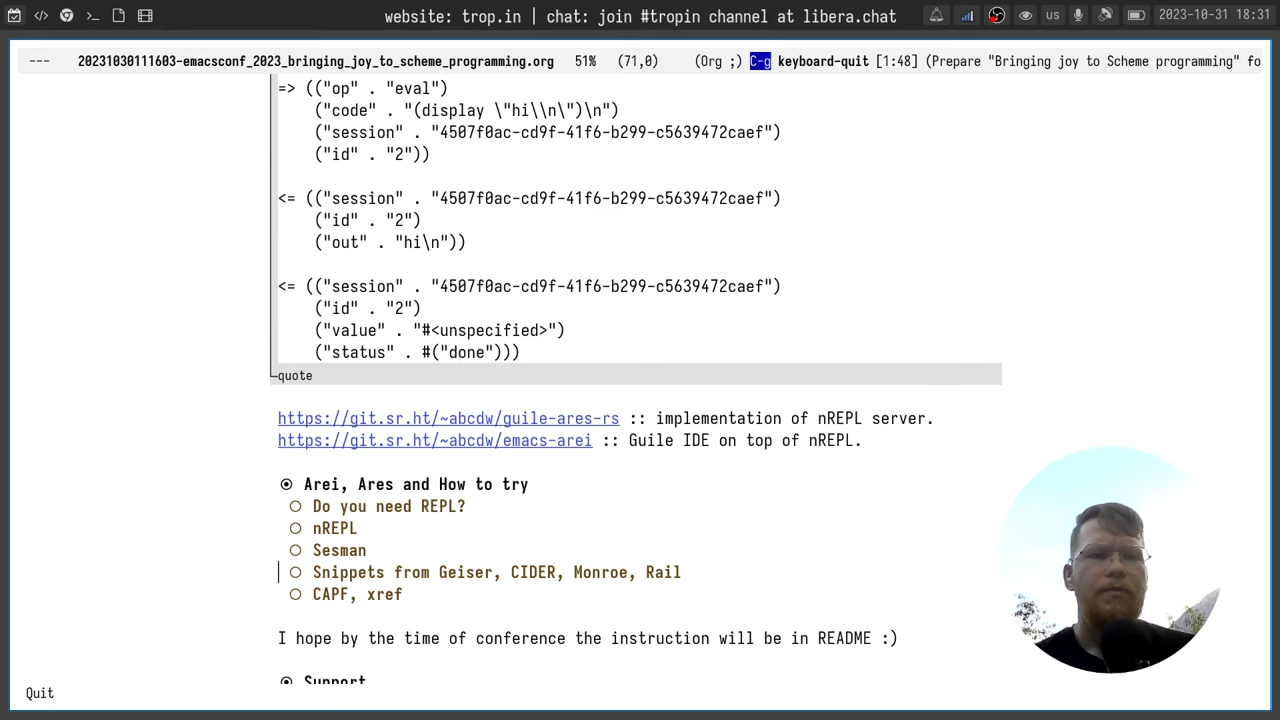 website: trop.in | chat: join #tropin channel at libera.chat
us
2023-10-31 18:31
--- 20231030111603-emacsconf_2023_bringing_joy_to_scheme_programming.org 51% (71,0) (Org ;) C-g keyboard-quit [1:48] (Prepare "Bringing joy to Scheme programming" fo
=> (("op" . "eval")
("code" . "(display \"hi\\n\")\n")
("session" . "4507f0ac-cd9f-41f6-b299-c5639472caef")
("id" . "2"))
<= (("session" . "4507f0ac-cd9f-41f6-b299-c5639472caef")
("id" . "2")
("out" . "hi\n"))
<= (("session" . "4507f0ac-cd9f-41f6-b299-c5639472caef")
("id" . "2")
("value" . "#<unspecified>")
("status" . #("done")))
quote
https://git.sr.ht/~abcdw/guile-ares-rs :: implementation of nREPL server.
https://git.sr.ht/~abcdw/emacs-arei :: Guile IDE on top of nREPL.
Arei, Ares and How to try
Do you need REPL?
nREPL
Sesman
Snippets from Geiser, CIDER, Monroe, Rail
CAPF, xref
I hope by the time of conference the instruction will be in README :)
Support
Quit